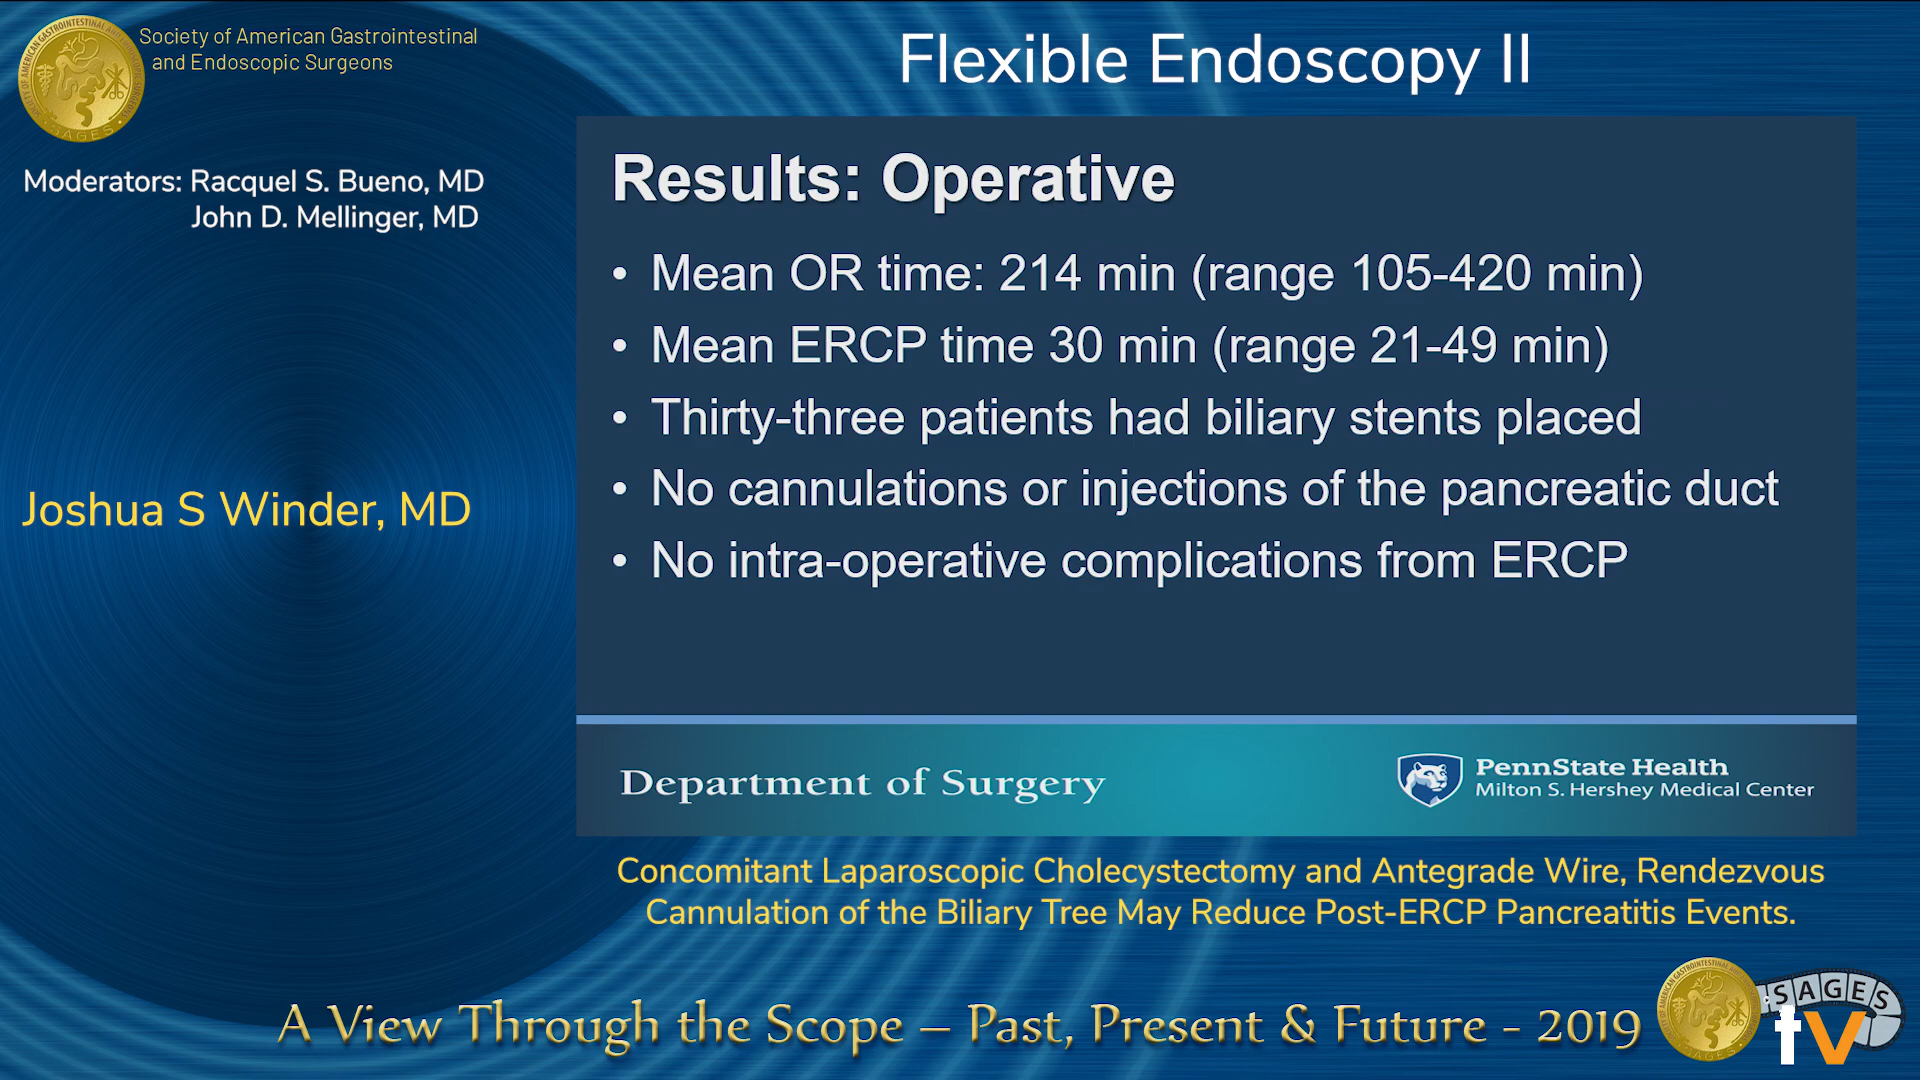 Society of American Gastrointestinal
and Endoscopic Surgeons
Flexible Endoscopy II
Moderators: Racquel S. Bueno, MD
John D. Mellinger, MD
Joshua S Winder, MD
Results: Operative
• Mean OR time: 214 min (range 105-420 min)
• Mean ERCP time 30 min (range 21-49 min)
• Thirty-three patients had biliary stents placed
• No cannulations or injections of the pancreatic duct
• No intra-operative complications from ERCP
Department of Surgery
PennState Health
Milton S. Hershey Medical Center
Concomitant Laparoscopic Cholecystectomy and Antegrade Wire, Rendezvous
Cannulation of the Biliary Tree May Reduce Post-ERCP Pancreatitis Events.
A View Through the Scope – Past, Present & Future - 2019
SAGES
tv